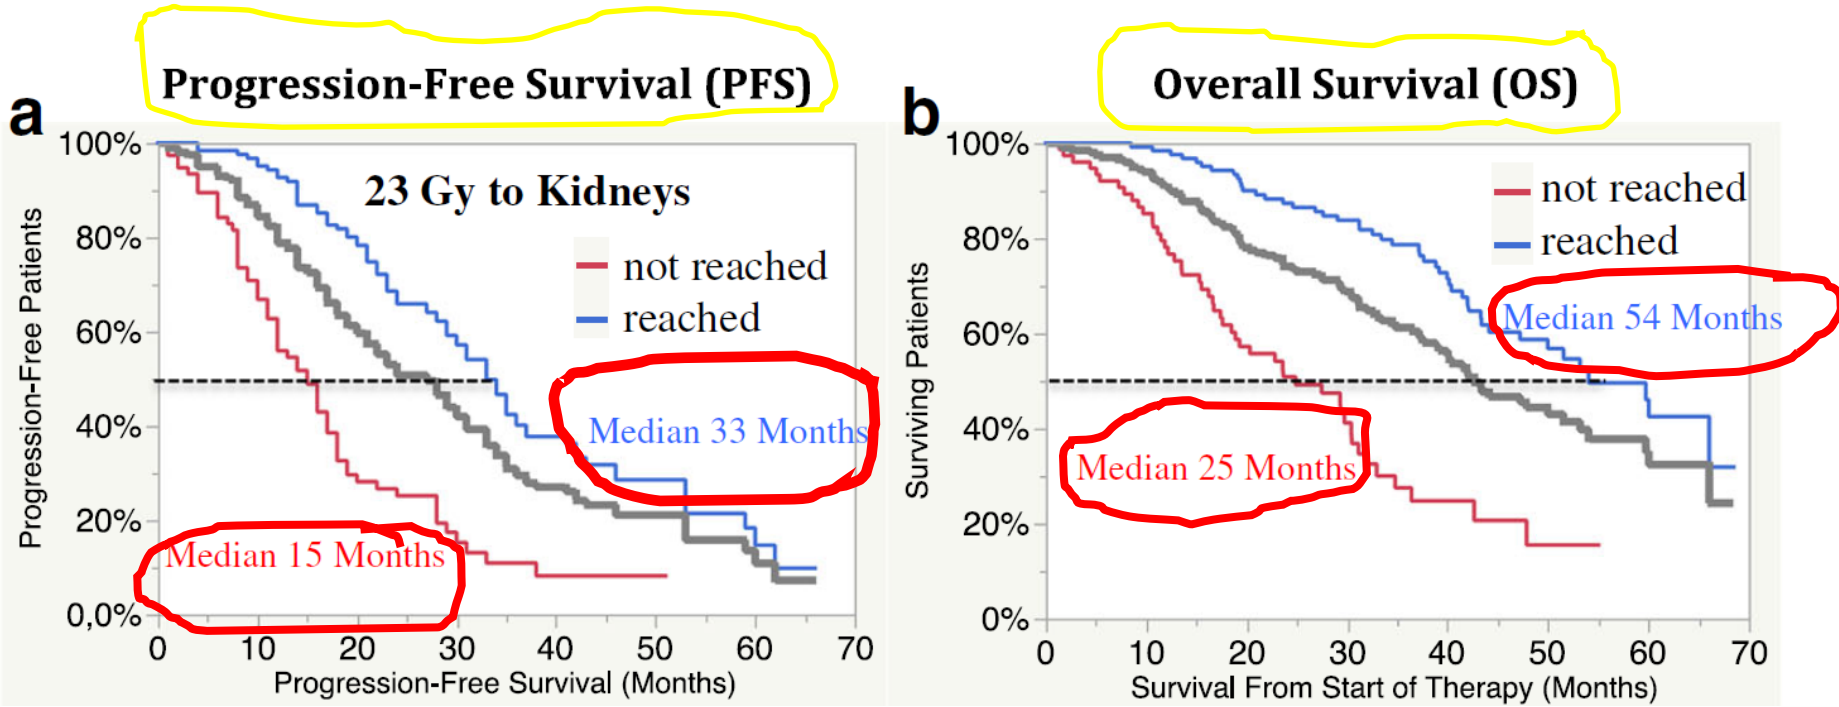 Progression-Free Survival (PFS)
a
100%
80%
60%
40%
20%
0,0%
Progression-Free Patients
23 Gy to Kidneys
not reached
reached
Median 33 Months
Median 15 Months
0 10 20 30 40 50 60 70
Progression-Free Survival (Months)
Overall Survival (OS)
b
100%
80%
60%
40%
20%
0%
Surviving Patients
not reached
reached
Median 54 Months
Median 25 Months
0 10 20 30 40 50 60 70
Survival From Start of Therapy (Months)